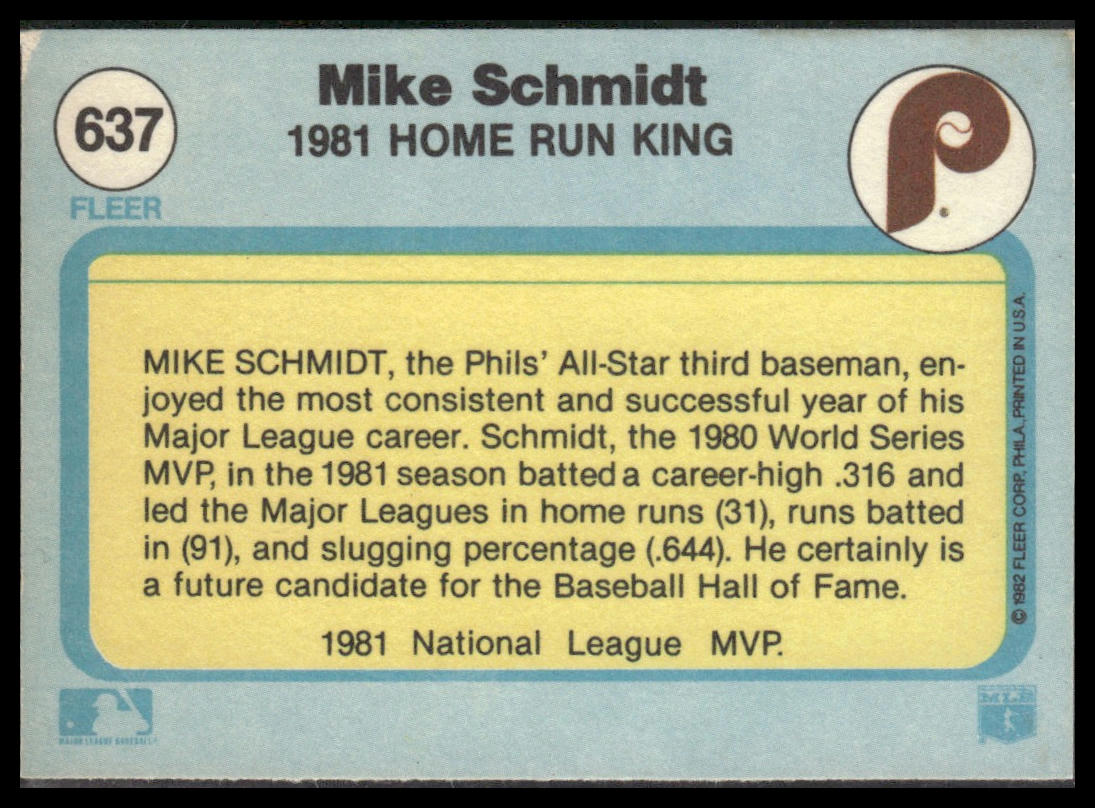 637
FLEER
Mike Schmidt
1981 HOME RUN KING
MIKE SCHMIDT, the Phils' All-Star third baseman, en-
joyed the most consistent and successful year of his
Major League career. Schmidt, the 1980 World Series
MVP, in the 1981 season batted a career-high .316 and
led the Major Leagues in home runs (31), runs batted
in (91), and slugging percentage (.644). He certainly is
a future candidate for the Baseball Hall of Fame.
1981 National League MVP.
© 1982 FLEER CORP. PHILA., PRINTED IN U.S.A.
MAJOR LEAGUE BASEBALL